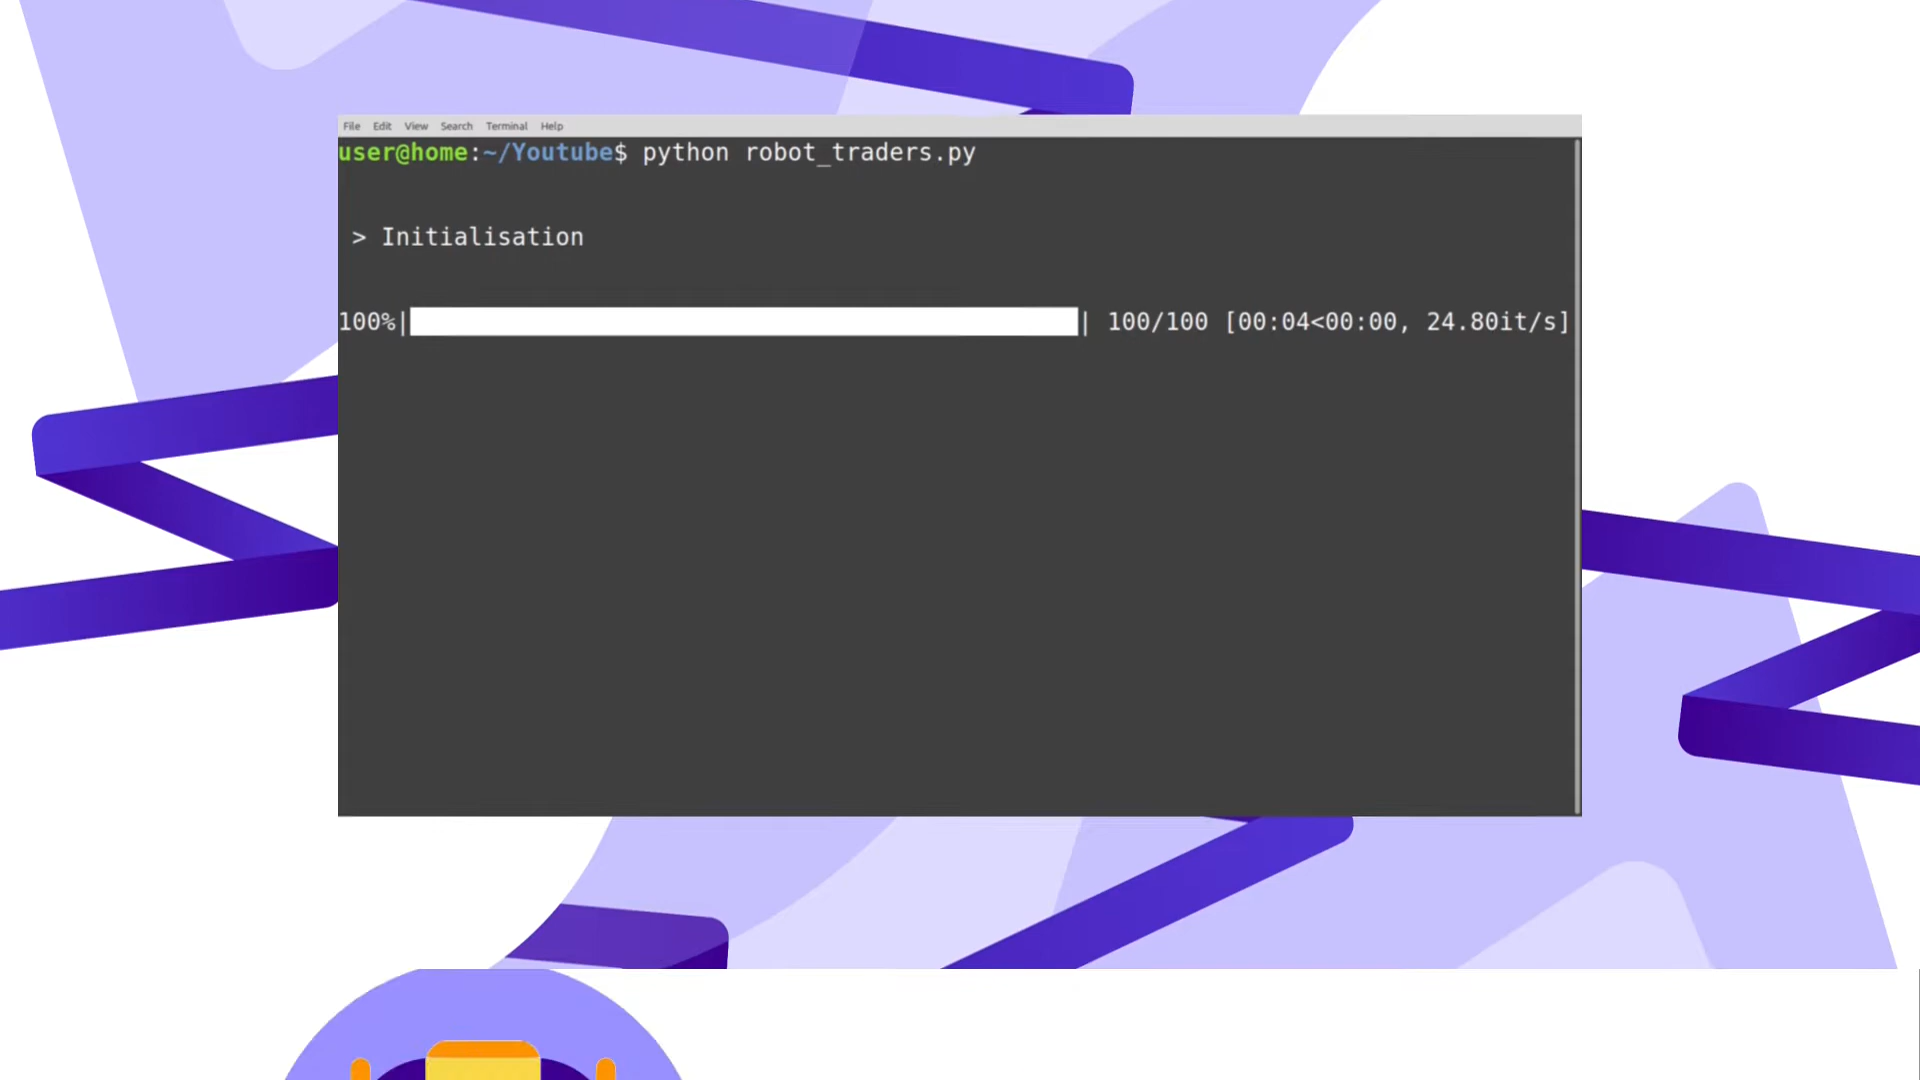 File Edit View Search Terminal Help
user@home:~/Youtube$ python robot_traders.py
> Initialisation
100%| | 100/100 [00:04<00:00, 24.80it/s]